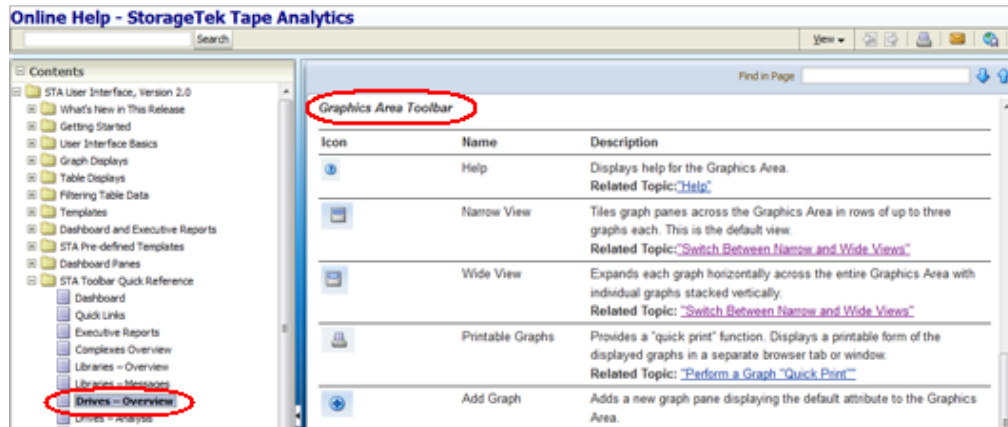 Online Help - StorageTek Tape Analytics
Search
View
Contents
STA User Interface, Version 2.0
What's New in This Release
Getting Started
User Interface Basics
Graph Displays
Table Displays
Filtering Table Data
Templates
Dashboard and Executive Reports
STA Pre-defined Templates
Dashboard Panes
STA Toolbar Quick Reference
Dashboard
Quick Links
Executive Reports
Complexes Overview
Libraries – Overview
Libraries – Messages
Drives – Overview
Drives – Analysis
Find in Page
Graphics Area Toolbar
Icon Name Description
Help Displays help for the Graphics Area.
Related Topic:"Help"
Narrow View Tiles graph panes across the Graphics Area in rows of up to three
graphs each. This is the default view.
Related Topic:"Switch Between Narrow and Wide Views"
Wide View Expands each graph horizontally across the entire Graphics Area with
individual graphs stacked vertically.
Related Topic: "Switch Between Narrow and Wide Views"
Printable Graphs Provides a "quick print" function. Displays a printable form of the
displayed graphs in a separate browser tab or window.
Related Topic: "Perform a Graph "Quick Print""
Add Graph Adds a new graph pane displaying the default attribute to the Graphics
Area.